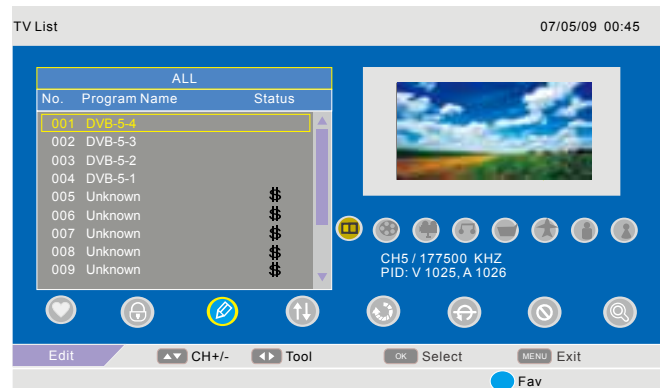 TV List 07/05/09 00:45
ALL
No. Program Name Status
001 DVB-5-4
002 DVB-5-3
003 DVB-5-2
004 DVB-5-1
005 Unknown $
006 Unknown $
007 Unknown $
008 Unknown $
009 Unknown $
CH5 / 177500 KHZ
PID: V 1025, A 1026
Edit CH+/- Tool OK Select MENU Exit
Fav